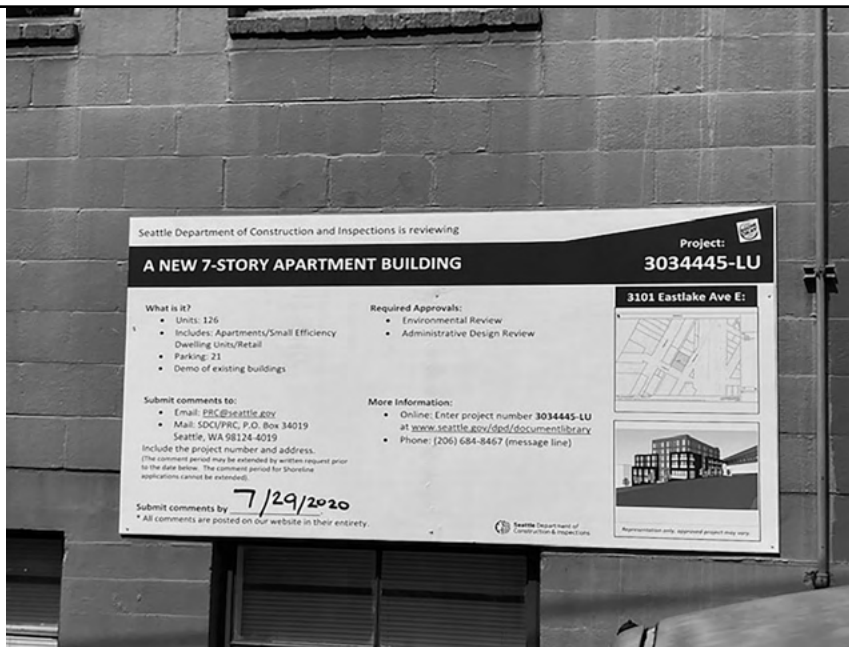 Seattle Department of Construction and Inspections is reviewing
A NEW 7-STORY APARTMENT BUILDING
Project:
3034445-LU
What is it?
• Units: 126
• Includes: Apartments/Small Efficiency
Dwelling Units/Retail
• Parking: 21
• Demo of existing buildings
Submit comments to:
• Email: PRC@seattle.gov
• Mail: SDCI/PRC, P.O. Box 34019
Seattle, WA 98124-4019
Include the project number and address.
(The comment period may be extended by written request prior
to the date below. The comment period for Shoreline
applications cannot be extended).
Submit comments by 7/29/2020
* All comments are posted on our website in their entirety.
Required Approvals:
• Environmental Review
• Administrative Design Review
More Information:
• Online: Enter project number 3034445-LU
at www.seattle.gov/dpd/documentlibrary
• Phone: (206) 684-8467 (message line)
Seattle Department of
Construction & Inspections
3101 Eastlake Ave E:
Representation only, approved project may vary.